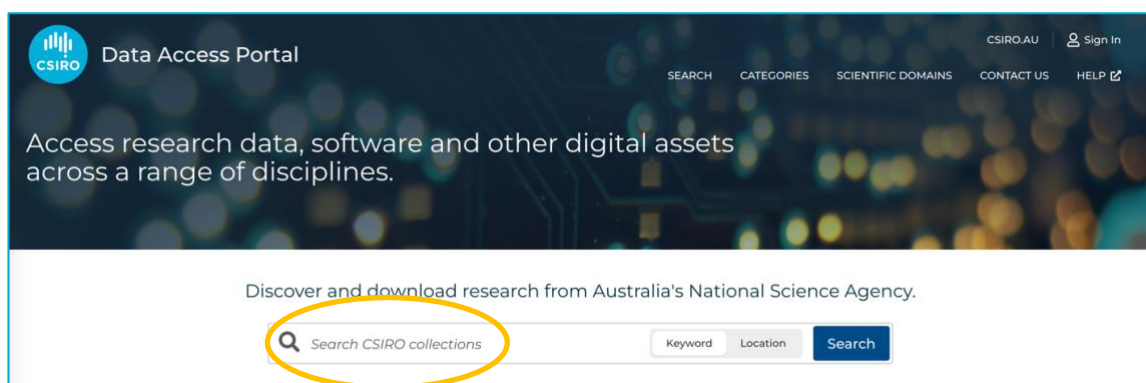 CSIRO
Data Access Portal
CSIRO.AU
Sign In
SEARCH
CATEGORIES
SCIENTIFIC DOMAINS
CONTACT US
HELP
Access research data, software and other digital assets
across a range of disciplines.
Discover and download research from Australia's National Science Agency.
Search CSIRO collections
Keyword
Location
Search